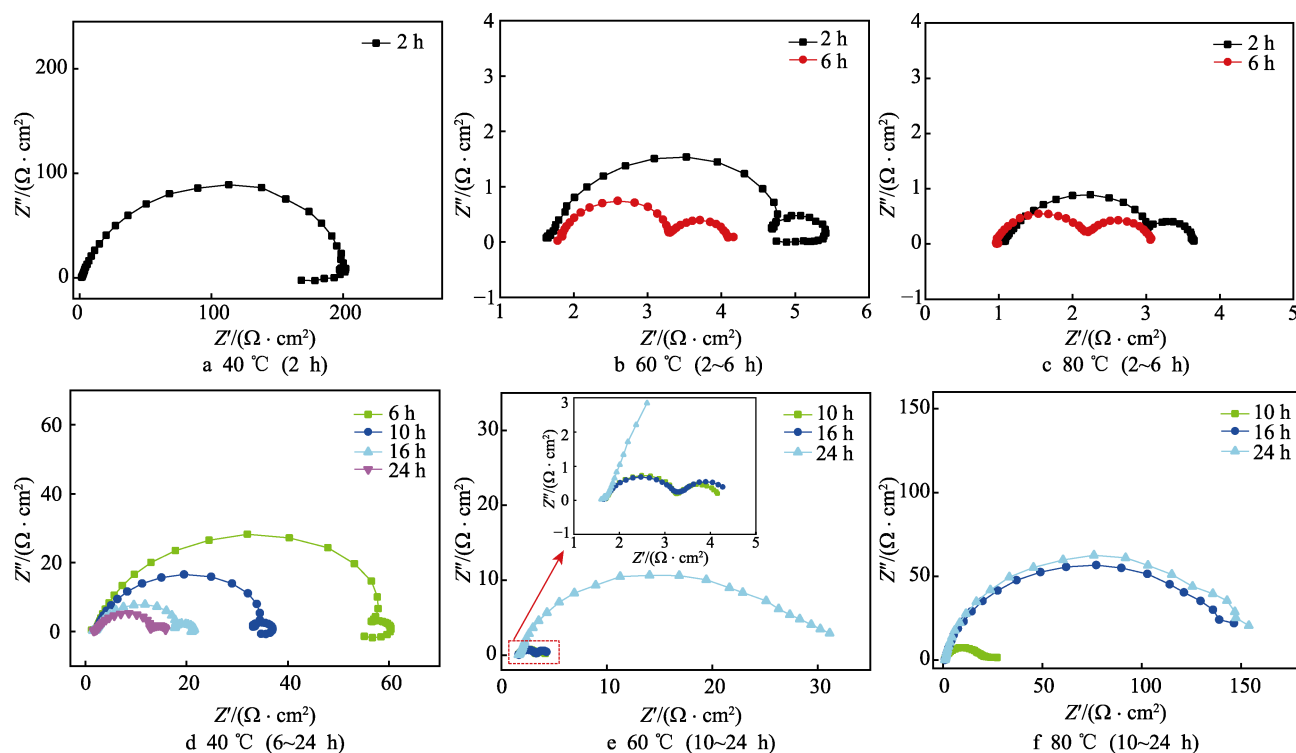 200
100
0
Z″/(Ω · cm²)
2 h
0
100
200
Z′/(Ω · cm²)
a 40 ℃ (2 h)
4
3
2
1
0
−1
Z″/(Ω · cm²)
2 h
6 h
1
2
3
4
5
6
Z′/(Ω · cm²)
b 60 ℃ (2~6 h)
4
3
2
1
0
−1
Z″/(Ω · cm²)
2 h
6 h
0
1
2
3
4
5
Z′/(Ω · cm²)
c 80 ℃ (2~6 h)
60
40
20
0
Z″/(Ω · cm²)
6 h
10 h
16 h
24 h
0
20
40
60
Z′/(Ω · cm²)
d 40 ℃ (6~24 h)
30
20
10
0
Z″/(Ω · cm²)
3
2
1
0
−1
Z″/(Ω · cm²)
1
2
3
4
5
Z′/(Ω · cm²)
10 h
16 h
24 h
0
10
20
30
Z′/(Ω · cm²)
e 60 ℃ (10~24 h)
150
100
50
0
Z″/(Ω · cm²)
10 h
16 h
24 h
0
50
100
150
Z′/(Ω · cm²)
f 80 ℃ (10~24 h)